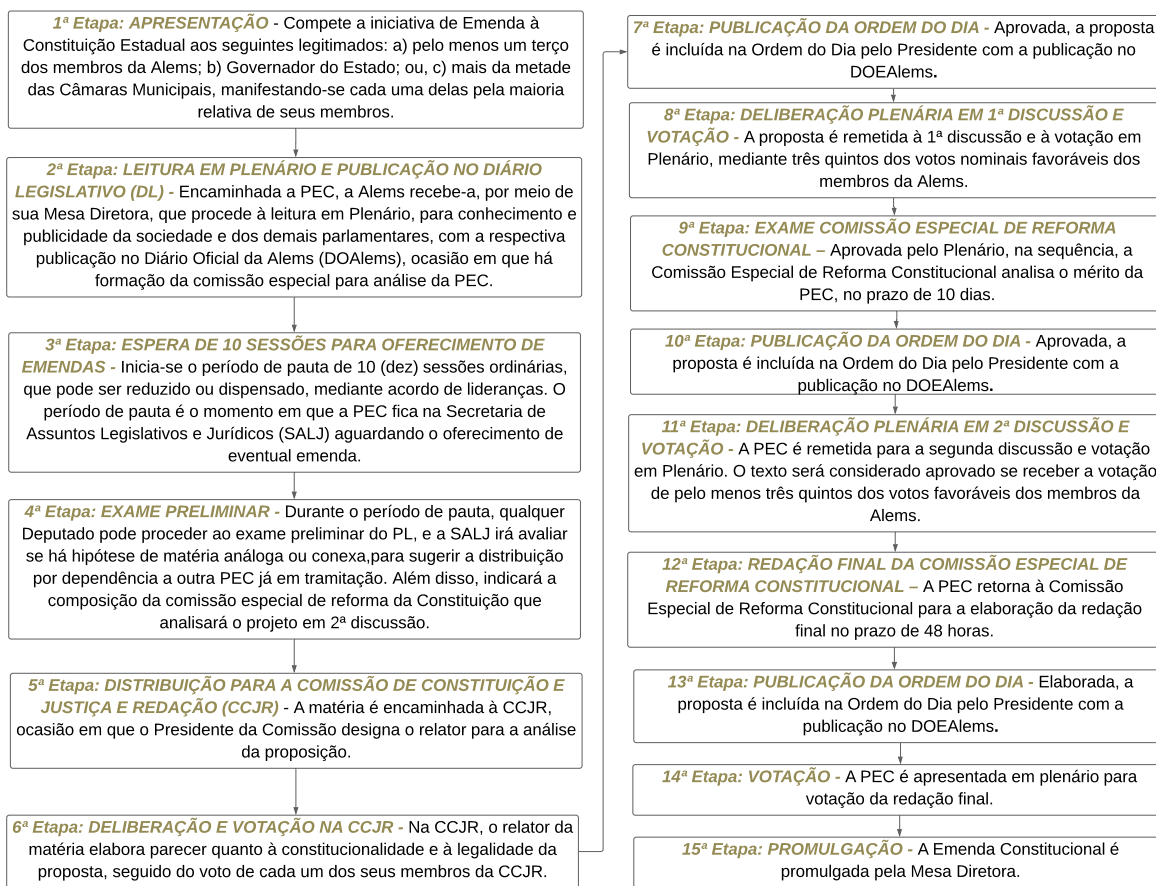 1ª Etapa: APRESENTAÇÃO - Compete a iniciativa de Emenda à
Constituição Estadual aos seguintes legitimados: a) pelo menos um terço
dos membros da Alems; b) Governador do Estado; ou, c) mais da metade
das Câmaras Municipais, manifestando-se cada uma delas pela maioria
relativa de seus membros.
2ª Etapa: LEITURA EM PLENÁRIO E PUBLICAÇÃO NO DIÁRIO
LEGISLATIVO (DL) - Encaminhada a PEC, a Alems recebe-a, por meio de
sua Mesa Diretora, que procede à leitura em Plenário, para conhecimento e
publicidade da sociedade e dos demais parlamentares, com a respectiva
publicação no Diário Oficial da Alems (DOAlems), ocasião em que há
formação da comissão especial para análise da PEC.
3ª Etapa: ESPERA DE 10 SESSÕES PARA OFERECIMENTO DE
EMENDAS - Inicia-se o período de pauta de 10 (dez) sessões ordinárias,
que pode ser reduzido ou dispensado, mediante acordo de lideranças. O
período de pauta é o momento em que a PEC fica na Secretaria de
Assuntos Legislativos e Jurídicos (SALJ) aguardando o oferecimento de
eventual emenda.
4ª Etapa: EXAME PRELIMINAR - Durante o período de pauta, qualquer
Deputado pode proceder ao exame preliminar do PL, e a SALJ irá avaliar
se há hipótese de matéria análoga ou conexa,para sugerir a distribuição
por dependência a outra PEC já em tramitação. Além disso, indicará a
composição da comissão especial de reforma da Constituição que
analisará o projeto em 2ª discussão.
5ª Etapa: DISTRIBUIÇÃO PARA A COMISSÃO DE CONSTITUIÇÃO E
JUSTIÇA E REDAÇÃO (CCJR) - A matéria é encaminhada à CCJR,
ocasião em que o Presidente da Comissão designa o relator para a análise
da proposição.
6ª Etapa: DELIBERAÇÃO E VOTAÇÃO NA CCJR - Na CCJR, o relator da
matéria elabora parecer quanto à constitucionalidade e à legalidade da
proposta, seguido do voto de cada um dos seus membros da CCJR.
7ª Etapa: PUBLICAÇÃO DA ORDEM DO DIA - Aprovada, a proposta
é incluída na Ordem do Dia pelo Presidente com a publicação no
DOEAlems.
8ª Etapa: DELIBERAÇÃO PLENÁRIA EM 1ª DISCUSSÃO E
VOTAÇÃO - A proposta é remetida à 1ª discussão e à votação em
Plenário, mediante três quintos dos votos nominais favoráveis dos
membros da Alems.
9ª Etapa: EXAME COMISSÃO ESPECIAL DE REFORMA
CONSTITUCIONAL – Aprovada pelo Plenário, na sequência, a
Comissão Especial de Reforma Constitucional analisa o mérito da
PEC, no prazo de 10 dias.
10ª Etapa: PUBLICAÇÃO DA ORDEM DO DIA - Aprovada, a
proposta é incluída na Ordem do Dia pelo Presidente com a
publicação no DOEAlems.
11ª Etapa: DELIBERAÇÃO PLENÁRIA EM 2ª DISCUSSÃO E
VOTAÇÃO - A PEC é remetida para a segunda discussão e votação
em Plenário. O texto será considerado aprovado se receber a votação
de pelo menos três quintos dos votos favoráveis dos membros da
Alems.
12ª Etapa: REDAÇÃO FINAL DA COMISSÃO ESPECIAL DE
REFORMA CONSTITUCIONAL – A PEC retorna à Comissão
Especial de Reforma Constitucional para a elaboração da redação
final no prazo de 48 horas.
13ª Etapa: PUBLICAÇÃO DA ORDEM DO DIA - Elaborada, a
proposta é incluída na Ordem do Dia pelo Presidente com a
publicação no DOEAlems.
14ª Etapa: VOTAÇÃO - A PEC é apresentada em plenário para
votação da redação final.
15ª Etapa: PROMULGAÇÃO - A Emenda Constitucional é
promulgada pela Mesa Diretora.